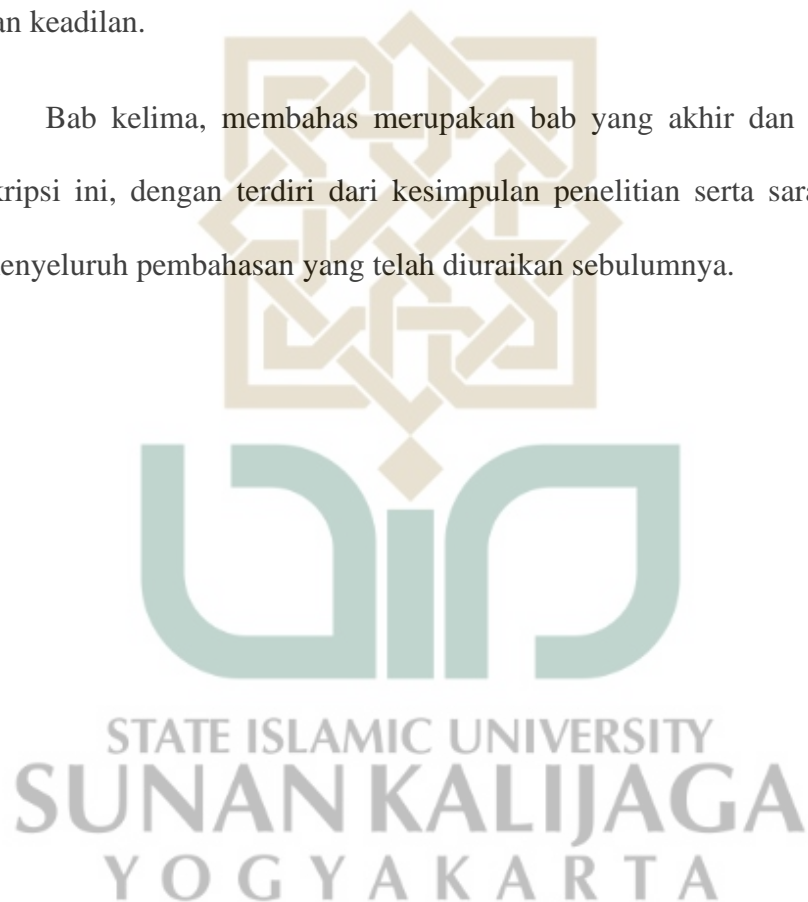 an keadilan.
Bab kelima, membahas merupakan bab yang akhir dan
kripsi ini, dengan terdiri dari kesimpulan penelitian serta sara
enyeluruh pembahasan yang telah diuraikan sebulumnya.
STATE ISLAMIC UNIVERSITY
SUNAN KALIJAGA
YOGYAKARTA